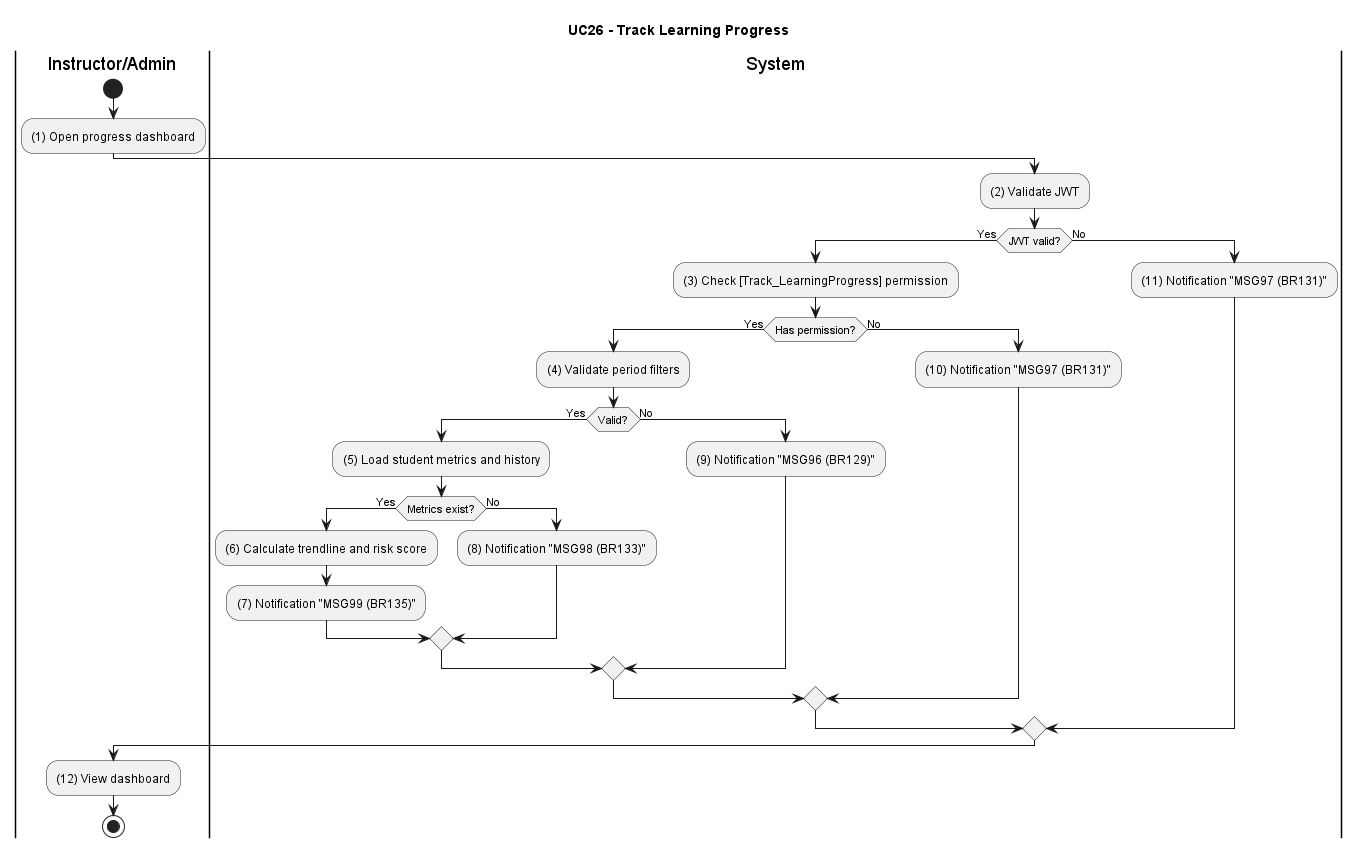 UC26 - Track Learning Progress
Instructor/Admin
System
(1) Open progress dashboard
(2) Validate JWT
Yes
JWT valid?
No
(3) Check [Track_LearningProgress] permission
(11) Notification "MSG97 (BR131)"
Yes
Has permission?
No
(4) Validate period filters
(10) Notification "MSG97 (BR131)"
Yes
Valid?
No
(5) Load student metrics and history
(9) Notification "MSG96 (BR129)"
Yes
Metrics exist?
No
(6) Calculate trendline and risk score
(8) Notification "MSG98 (BR133)"
(7) Notification "MSG99 (BR135)"
(12) View dashboard